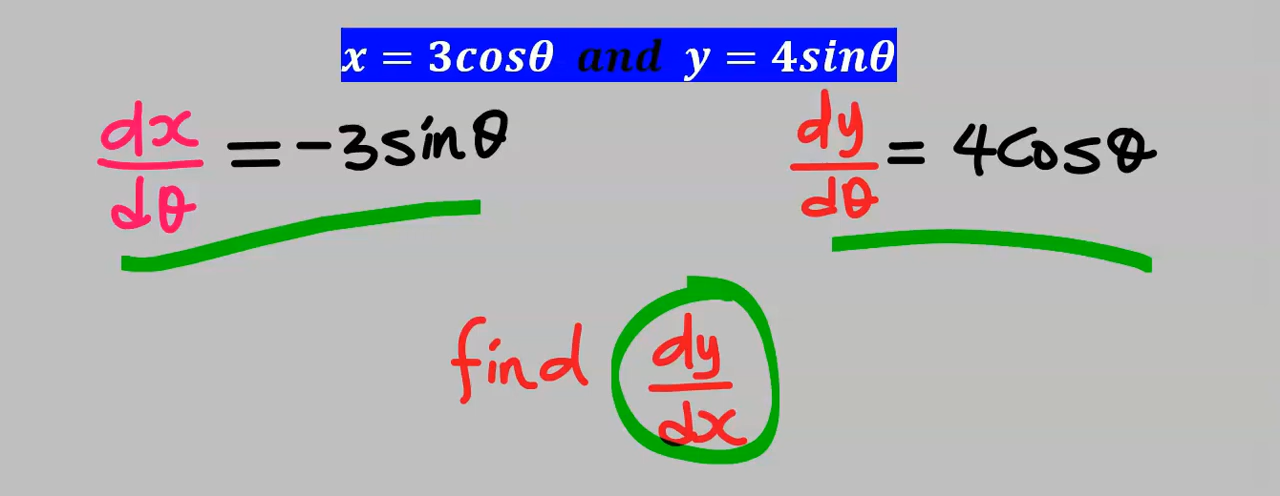 x = 3cosθ and y = 4sinθ
dx/dθ = -3sinθ
dy/dθ = 4cosθ
find dy/dx